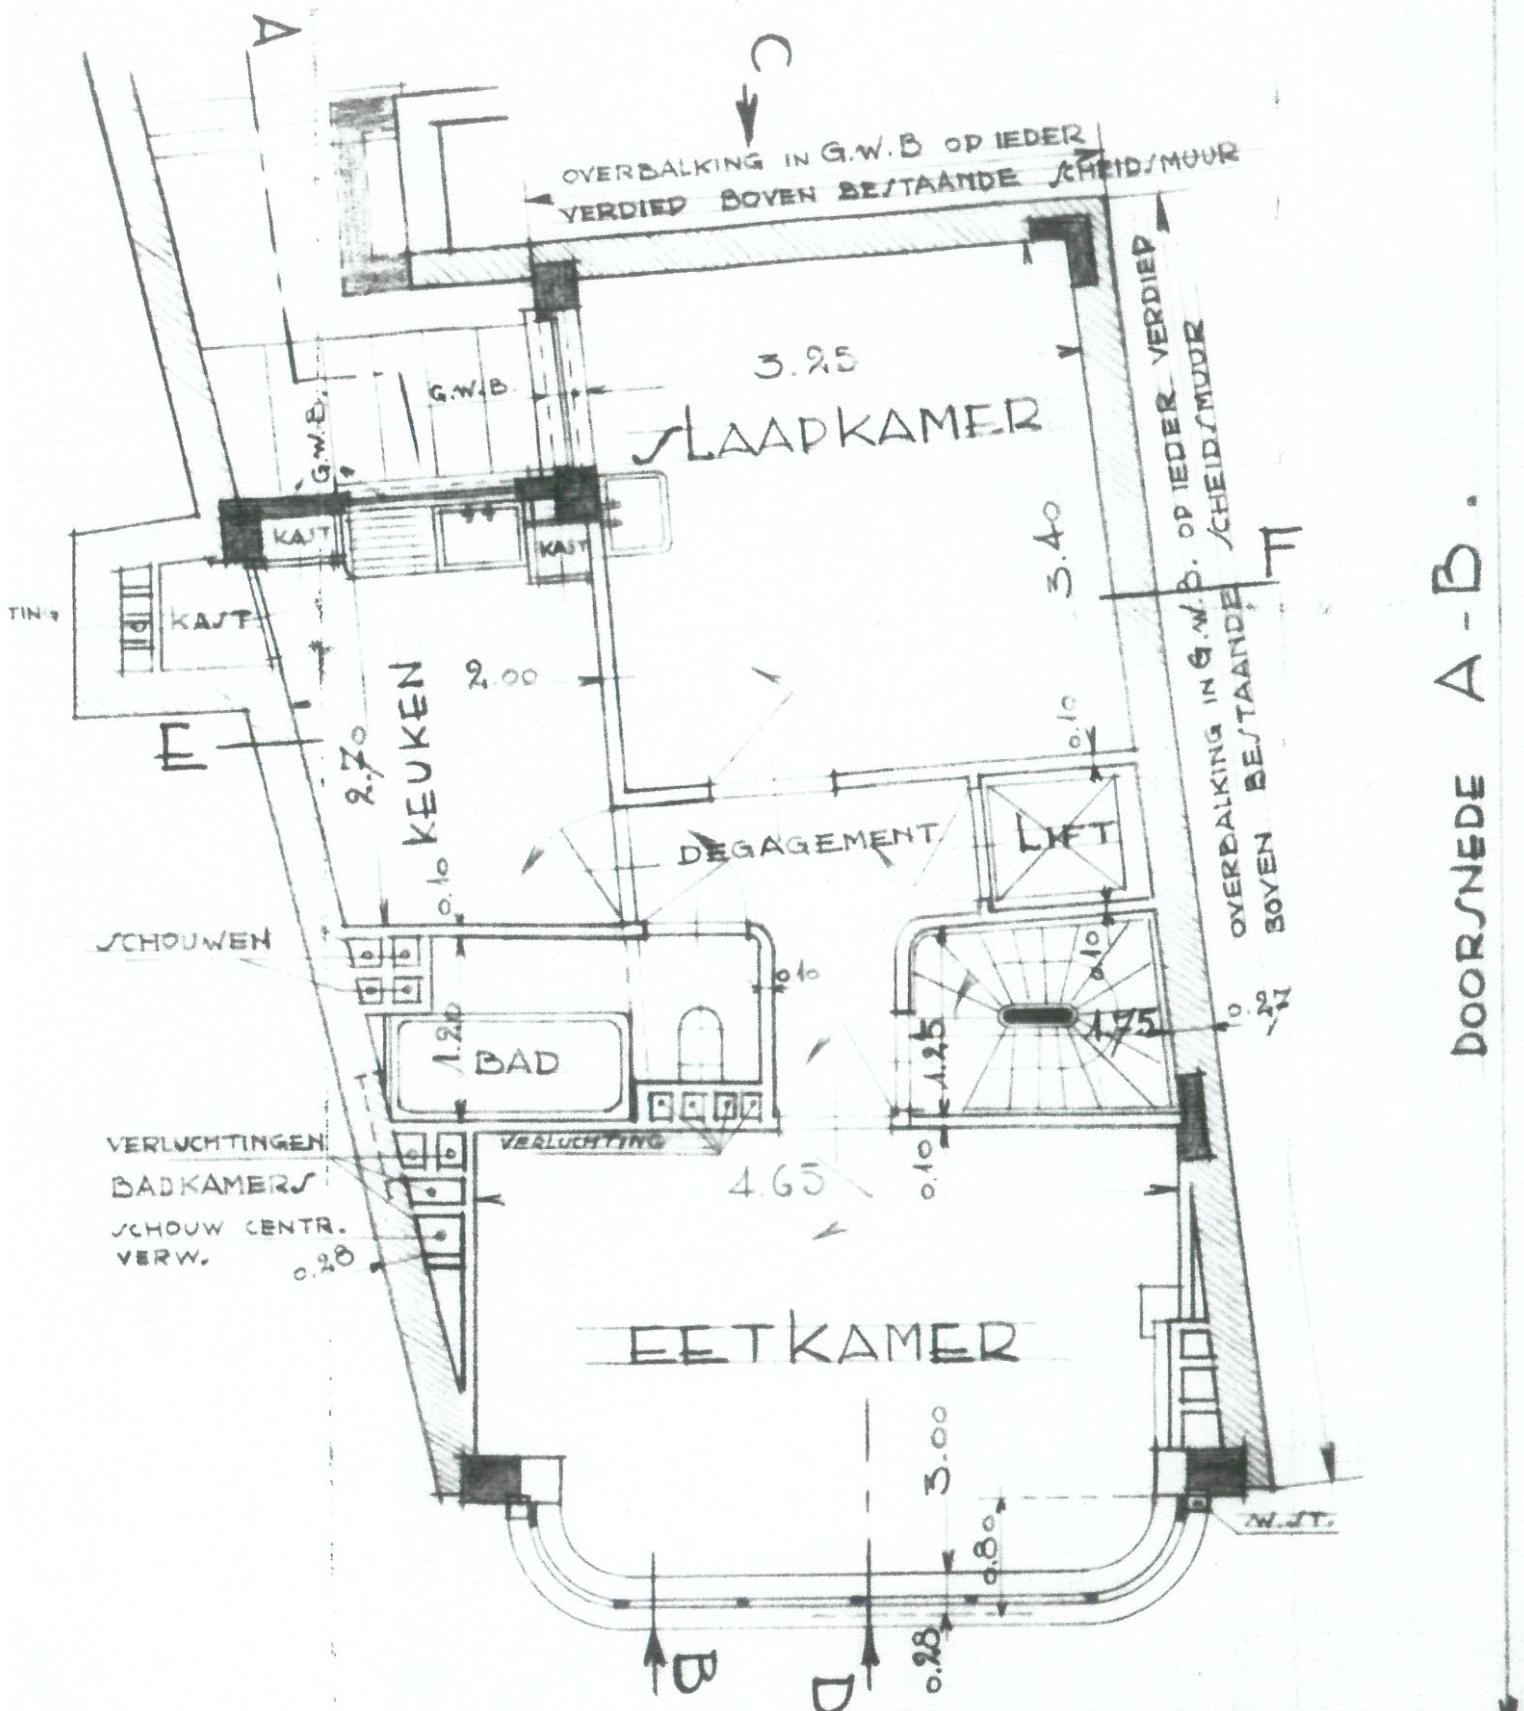 A
C
OVERBALKING IN G.W.B OP IEDER
VERDIEP BOVEN BESTAANDE SCHEIDSMUUR
OVERBALKING IN G.W.B. OP IEDER VERDIEP
BOVEN BESTAANDE SCHEIDSMUUR
3.25
G.W.B.
G.W.B.
SLAAPKAMER
KAST
KAST
3.40
F
TING
KAST
2.00
KEUKEN
E
2.70
0.10
DEGAGEMENT
LIFT
0.10
SCHOUWEN
0.10
0.10
1.20
BAD
1.25
1.75
0.27
VERLUCHTINGEN
BADKAMERS
VERLUCHTING
4.65
0.10
SCHOUW CENTR.
VERW.
0.28
EETKAMER
3.00
0.80
W.ST.
B
D
0.28
DOORSNEDE A-B.